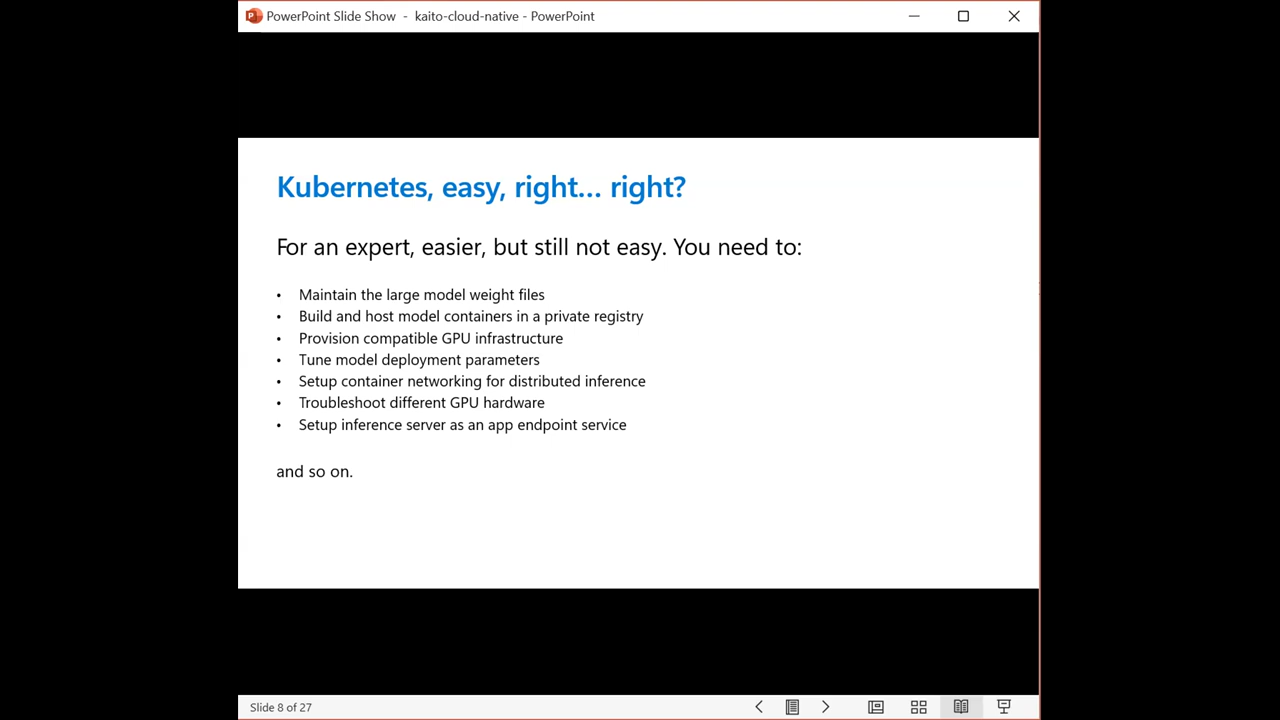 PowerPoint Slide Show - kaito-cloud-native - PowerPoint
Kubernetes, easy, right... right?
For an expert, easier, but still not easy. You need to:
• Maintain the large model weight files
• Build and host model containers in a private registry
• Provision compatible GPU infrastructure
• Tune model deployment parameters
• Setup container networking for distributed inference
• Troubleshoot different GPU hardware
• Setup inference server as an app endpoint service
and so on.
Slide 8 of 27